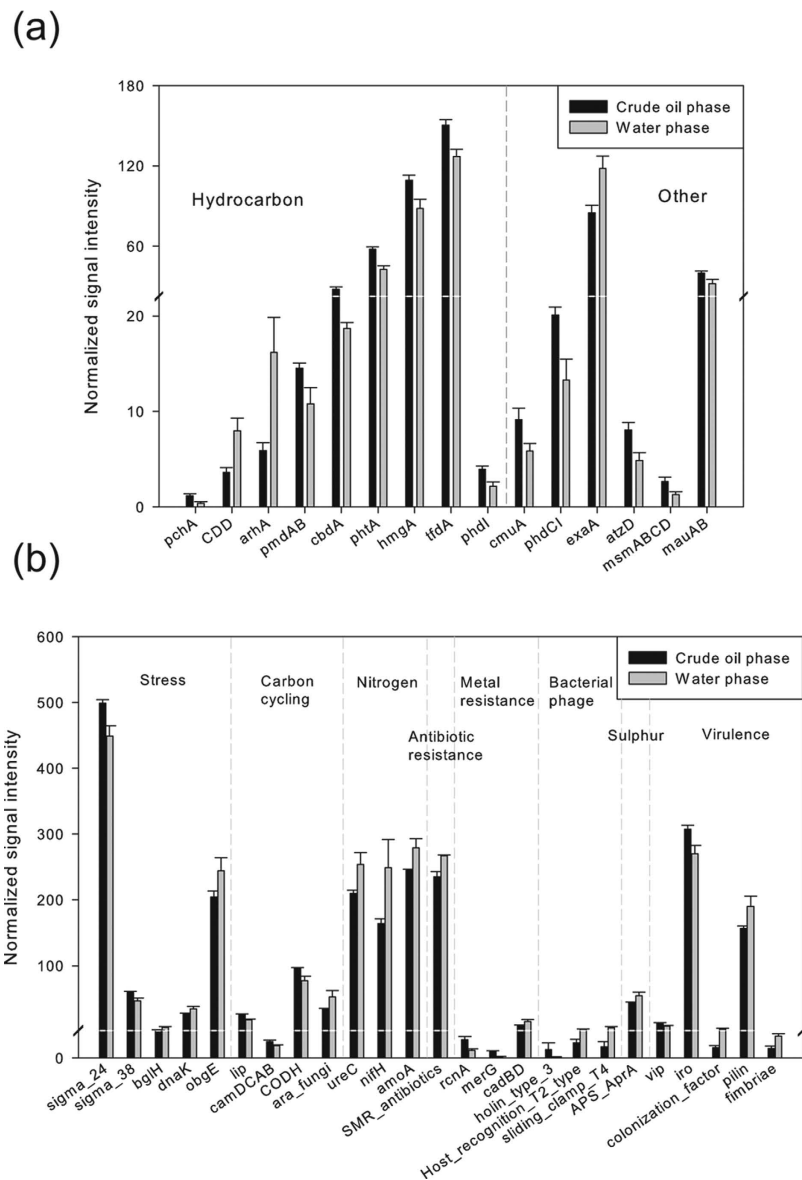 (a)
Normalized signal intensity
180
120
60
20
10
0
Crude oil phase
Water phase
Hydrocarbon
Other
pchA
CDD
arhA
pmdAB
cbdA
phtA
hmgA
tfdA
phdI
cmuA
phdCI
exaA
atzD
msmABCD
mauAB
(b)
Normalized signal intensity
600
500
400
300
200
100
0
Crude oil phase
Water phase
Stress
Carbon
cycling
Nitrogen
Antibiotic
resistance
Metal
resistance
Bacterial
phage
Sulphur
Virulence
sigma_24
sigma_38
bglH
dnaK
obgE
lip
camDCAB
CODH
ara_fungi
ureC
nifH
amoA
SMR_antibiotics
rcnA
merG
cadBD
holin_type_3
Host_recognition_T2_type
sliding_clamp_T4
APS_AprA
vip
iro
colonization_factor
pilin
fimbriae